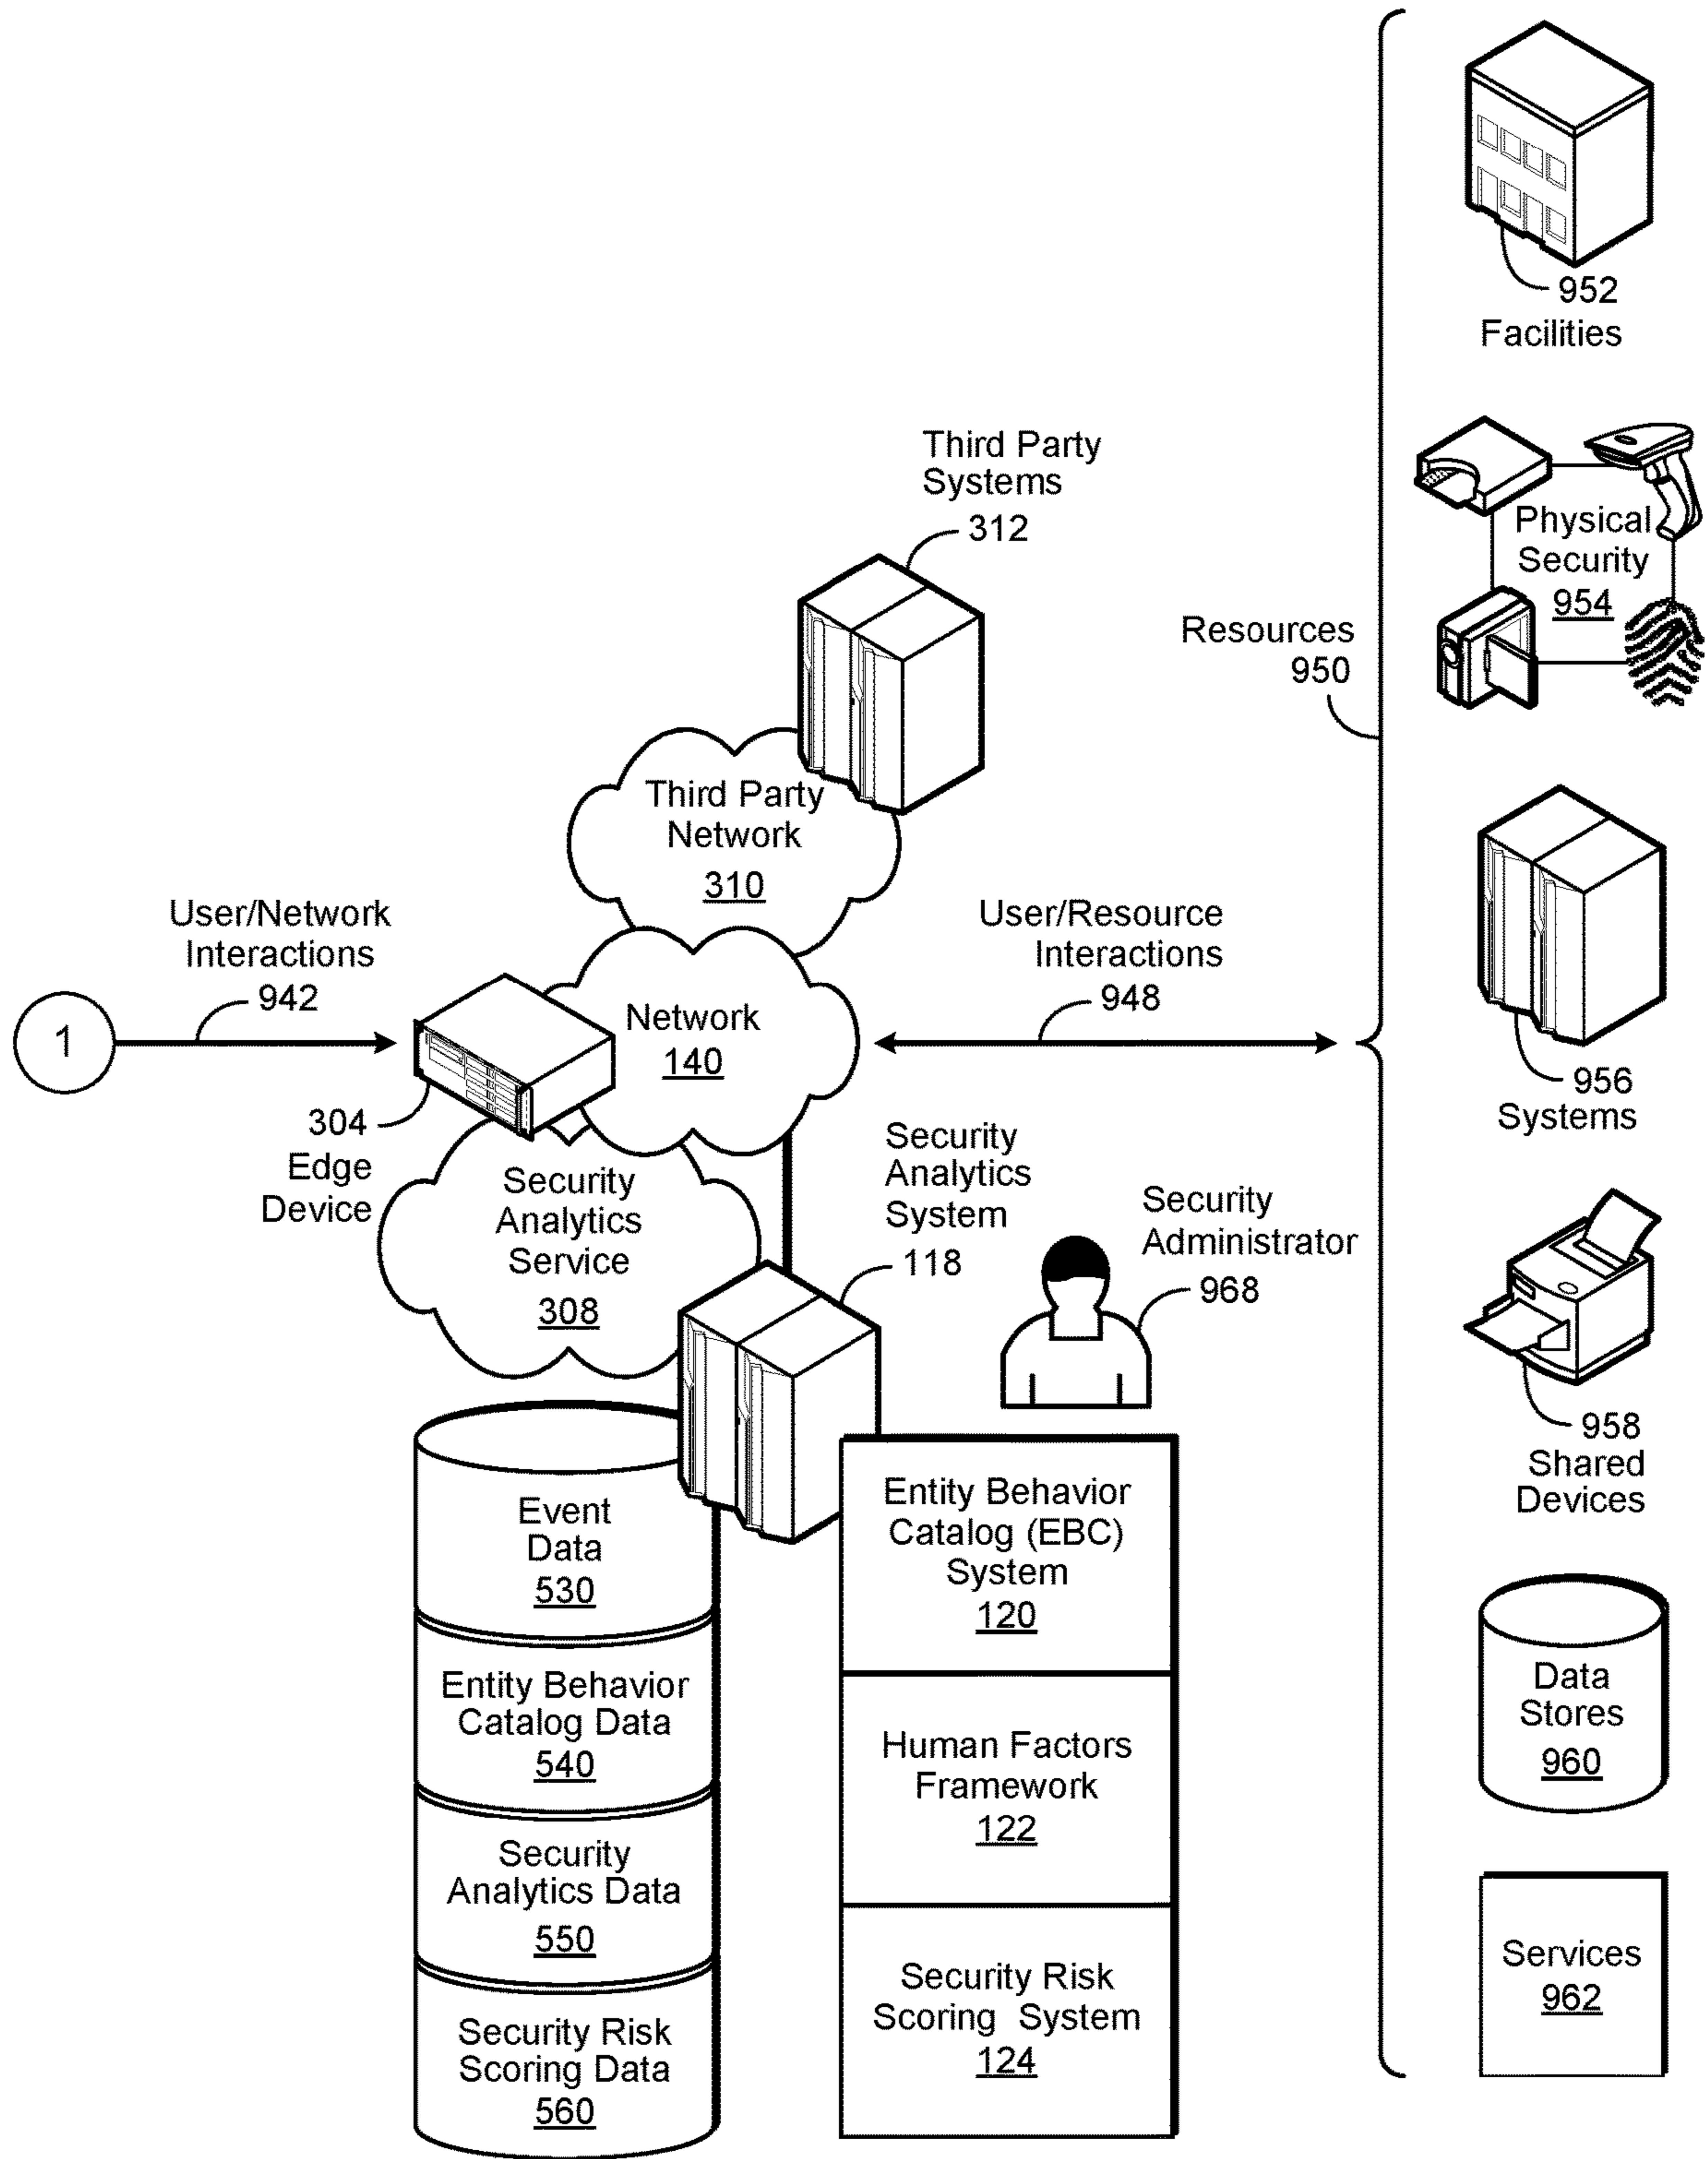 952
Facilities
Third Party
Systems
312
Physical
Security
954
Resources
950
Third Party
Network
310
User/Network
Interactions
942
User/Resource
Interactions
948
1
Network
140
304
Edge
Device
956
Systems
Security
Analytics
Service
308
Security
Analytics
System
118
Security
Administrator
968
958
Shared
Devices
Event
Data
530
Entity Behavior
Catalog Data
540
Security
Analytics Data
550
Security Risk
Scoring Data
560
Entity Behavior
Catalog (EBC)
System
120
Human Factors
Framework
122
Security Risk
Scoring System
124
Data
Stores
960
Services
962